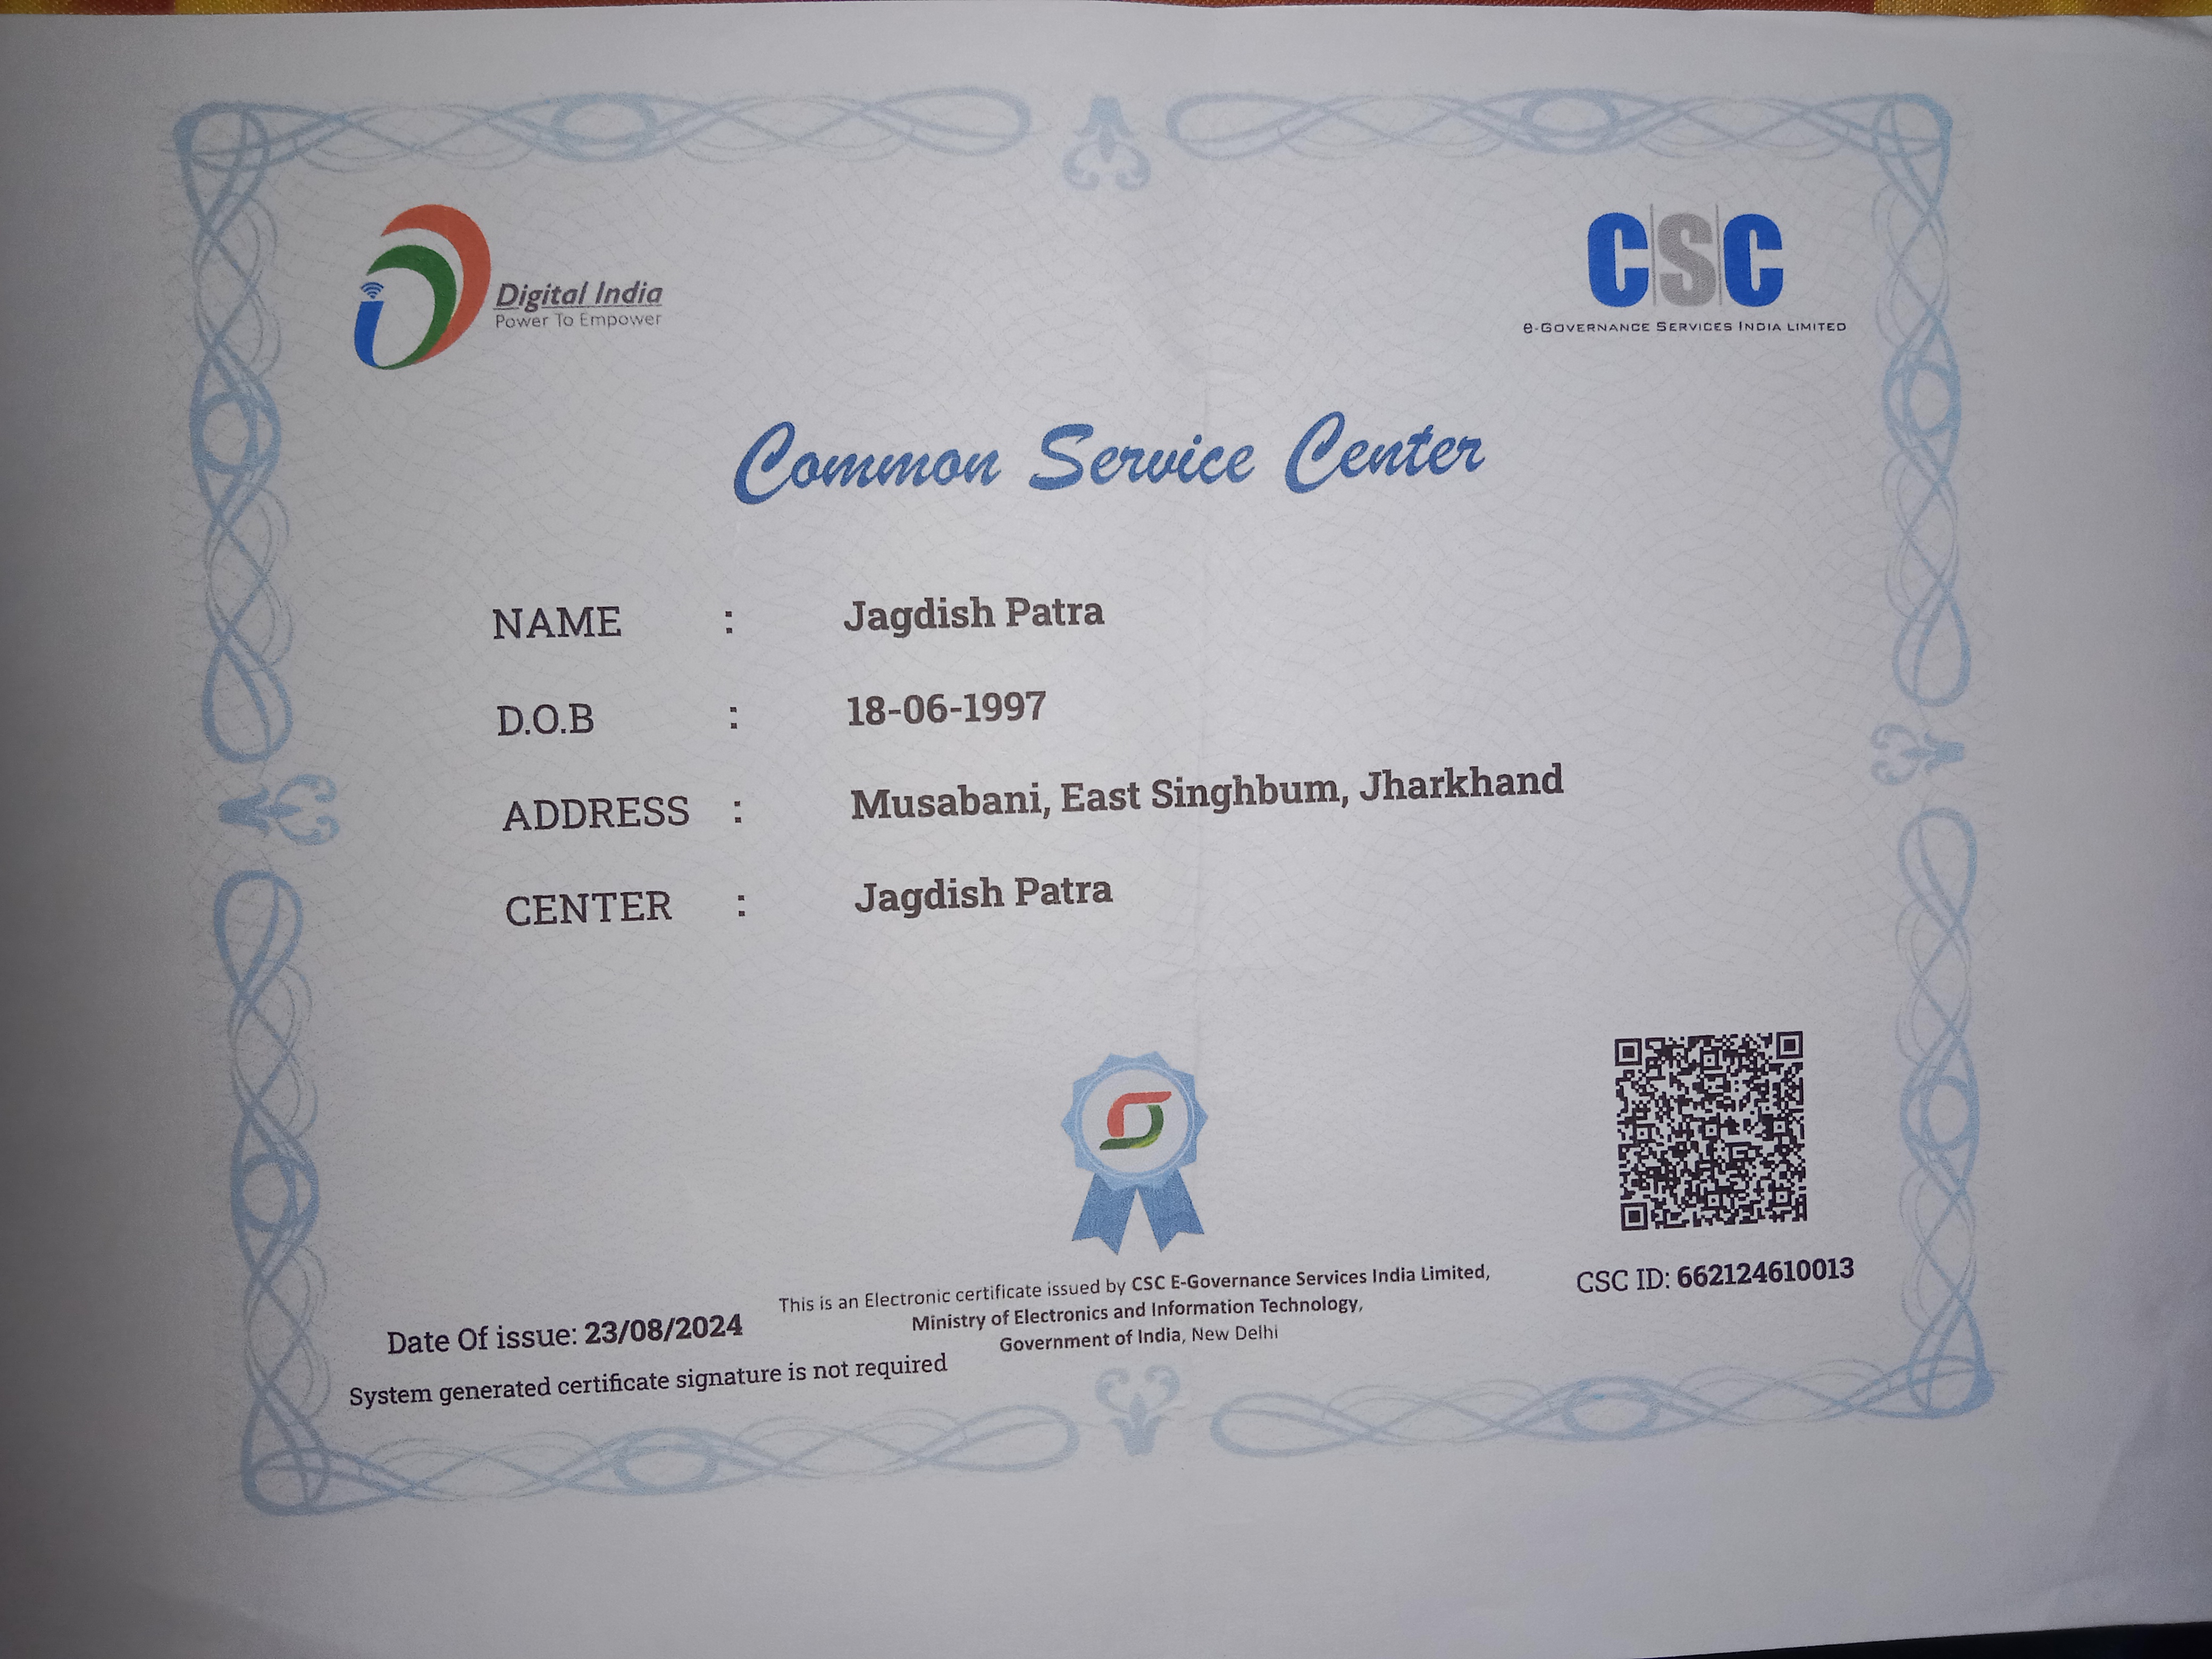 Digital India
Power To Empower
CSC
e-Governance Services India Limited
Common Service Center
NAME : Jagdish Patra
D.O.B : 18-06-1997
ADDRESS : Musabani, East Singhbum, Jharkhand
CENTER : Jagdish Patra
CSC ID: 662124610013
This is an Electronic certificate issued by CSC E-Governance Services India Limited,
Ministry of Electronics and Information Technology,
Government of India, New Delhi
Date Of issue: 23/08/2024
System generated certificate signature is not required